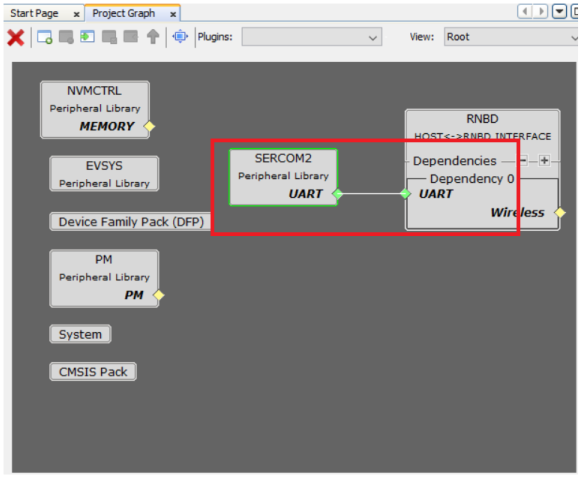 Start Page x Project Graph x
Plugins: View: Root
NVMCTRL
Peripheral Library
MEMORY
RNBD
HOST<->RNBD INTERFACE
SERCOM2
Peripheral Library
UART
Dependencies
Dependency 0
UART
Wireless
EVSYS
Peripheral Library
Device Family Pack (DFP)
PM
Peripheral Library
PM
System
CMSIS Pack